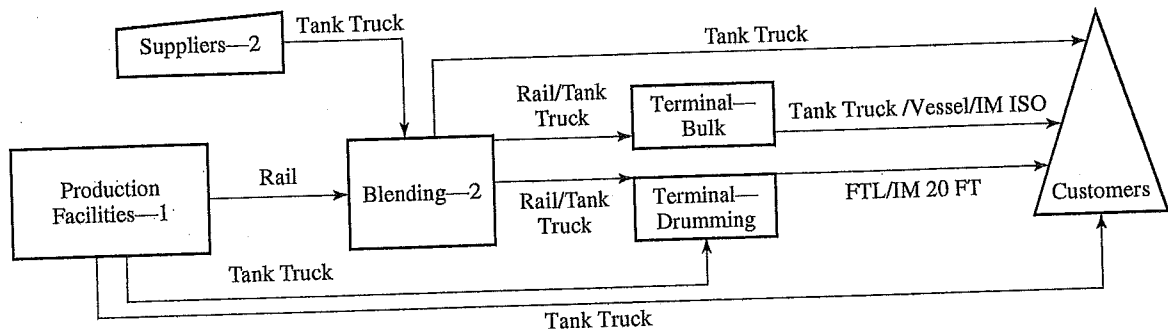 Suppliers—2
Tank Truck
Tank Truck
Rail/Tank
Truck
Terminal—
Bulk
Tank Truck /Vessel/IM ISO
Production
Facilities—1
Rail
Blending—2
Rail/Tank
Truck
Terminal—
Drumming
FTL/IM 20 FT
Customers
Tank Truck
Tank Truck